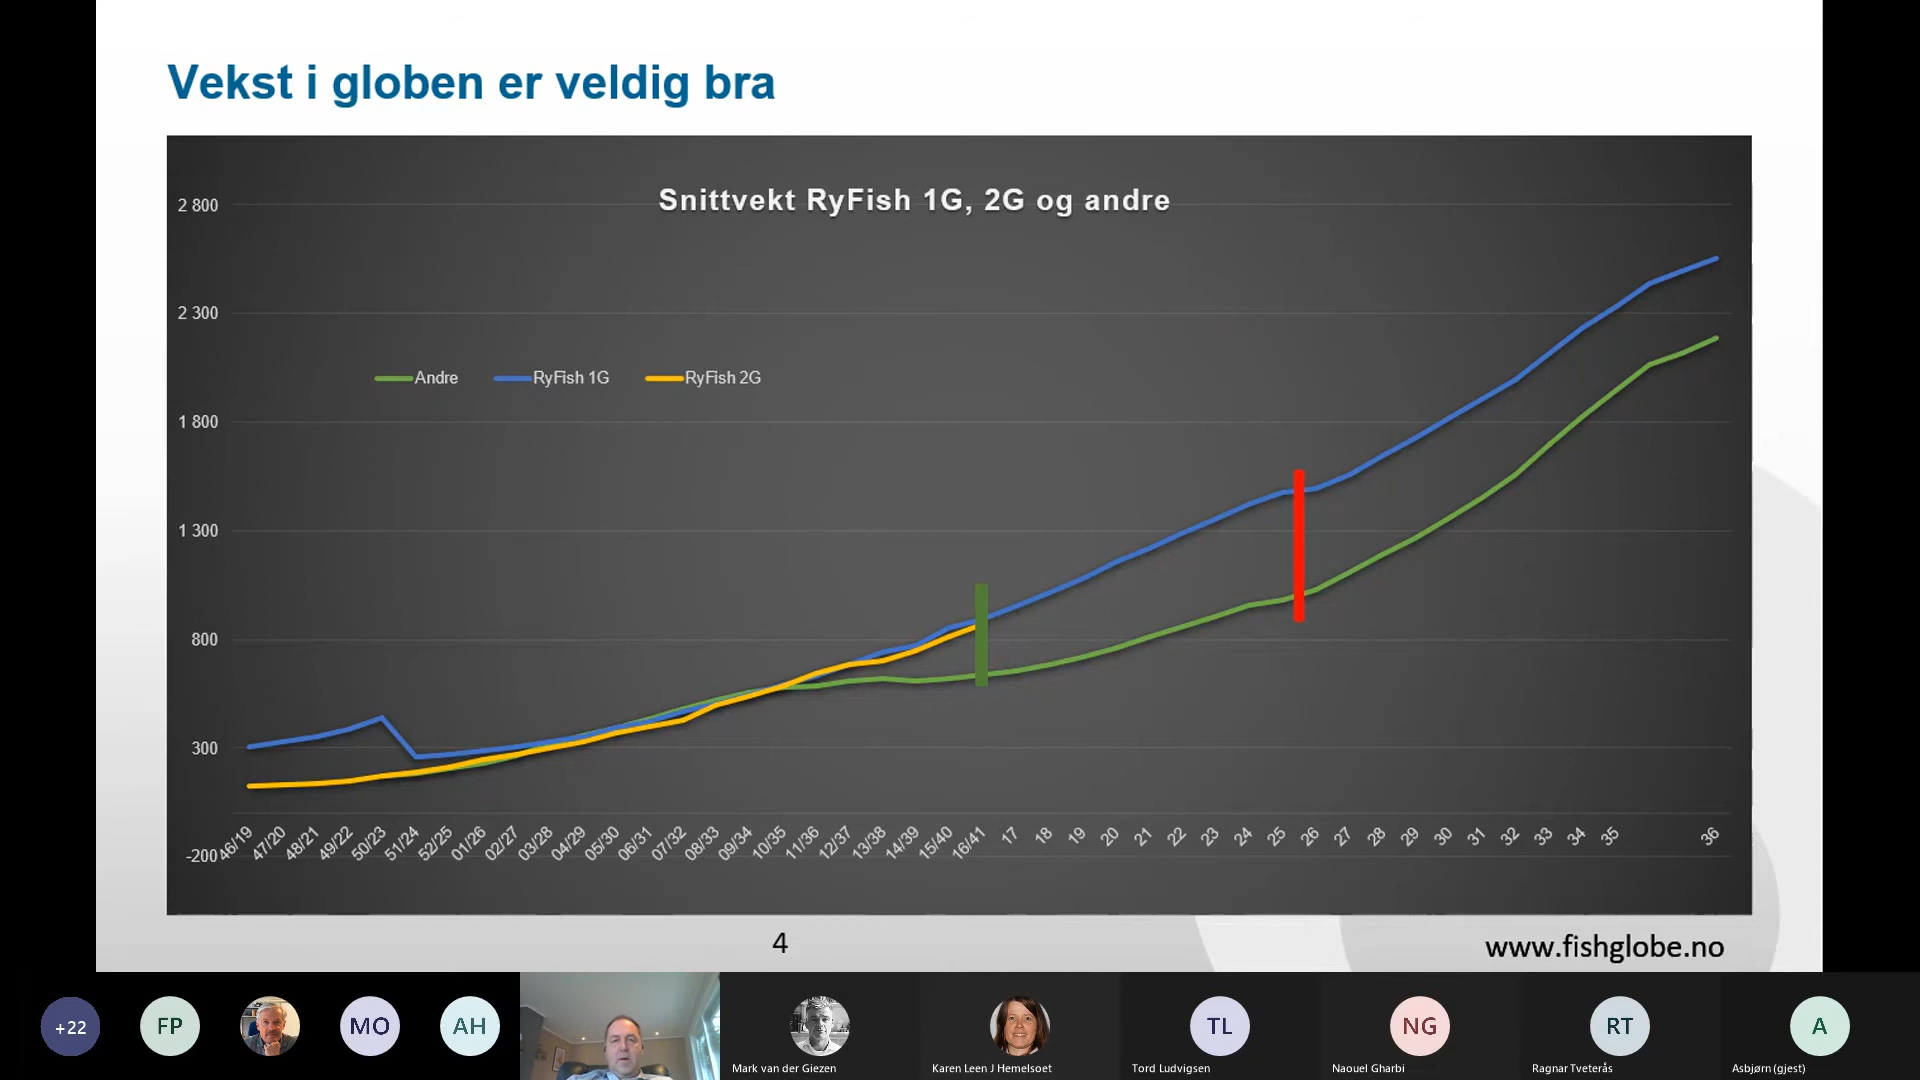 Vekst i globen er veldig bra
Snittvekt RyFish 1G, 2G og andre
2 800
2 300
1 800
1 300
800
300
-200
Andre
RyFish 1G
RyFish 2G
46/19
47/20
48/21
49/22
50/23
51/24
52/25
01/26
02/27
03/28
04/29
05/30
06/31
07/32
08/33
09/34
10/35
11/36
12/37
13/38
14/39
15/40
16/41
17
18
19
20
21
22
23
24
25
26
27
28
29
30
31
32
33
34
35
36
4
www.fishglobe.no
+22
FP
MO
AH
TL
NG
RT
A
Mark van der Giezen
Karen Leen J Hemelsoet
Tord Ludvigsen
Naouel Gharbi
Ragnar Tveterås
Asbjørn (gjest)